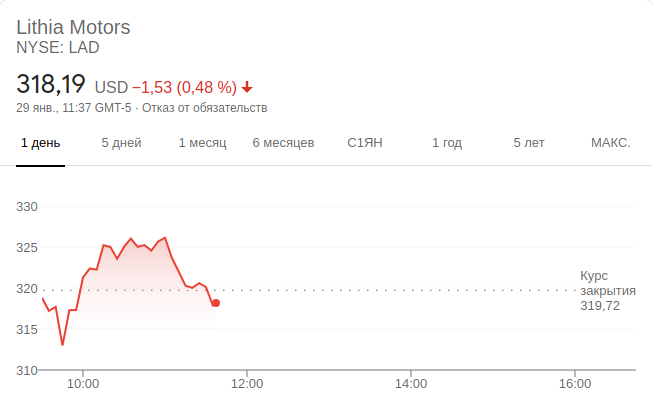 Lithia Motors
NYSE: LAD
318,19 USD −1,53 (0,48 %)
29 янв., 11:37 GMT-5 · Отказ от обязательств
1 день 5 дней 1 месяц 6 месяцев С1ЯН 1 год 5 лет МАКС.
330
325
320
315
310
Курс
закрытия
319,72
10:00 12:00 14:00 16:00